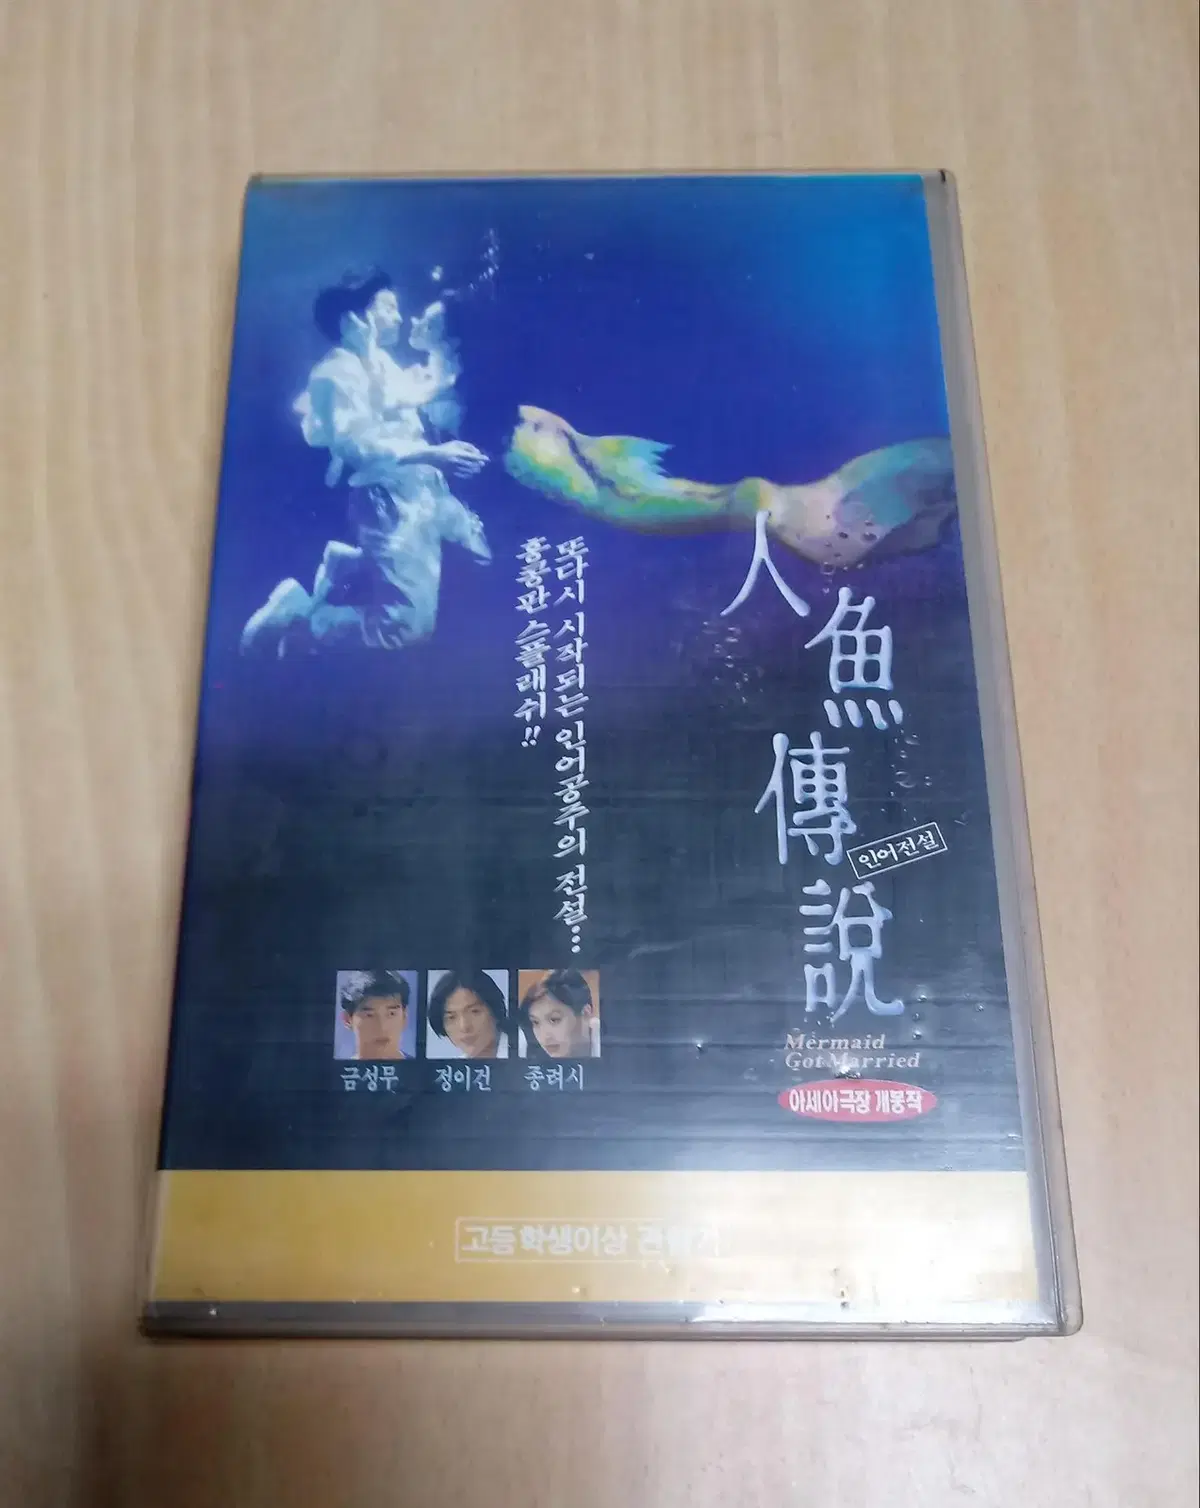 人魚傳說
인어전설
또다시 시작되는 인어공주의 전설...
홍콩판 스플래쉬!!
금성무
정이건
종려시
Mermaid
Got Married
아세아극장 개봉작
고등학생이상 관람가